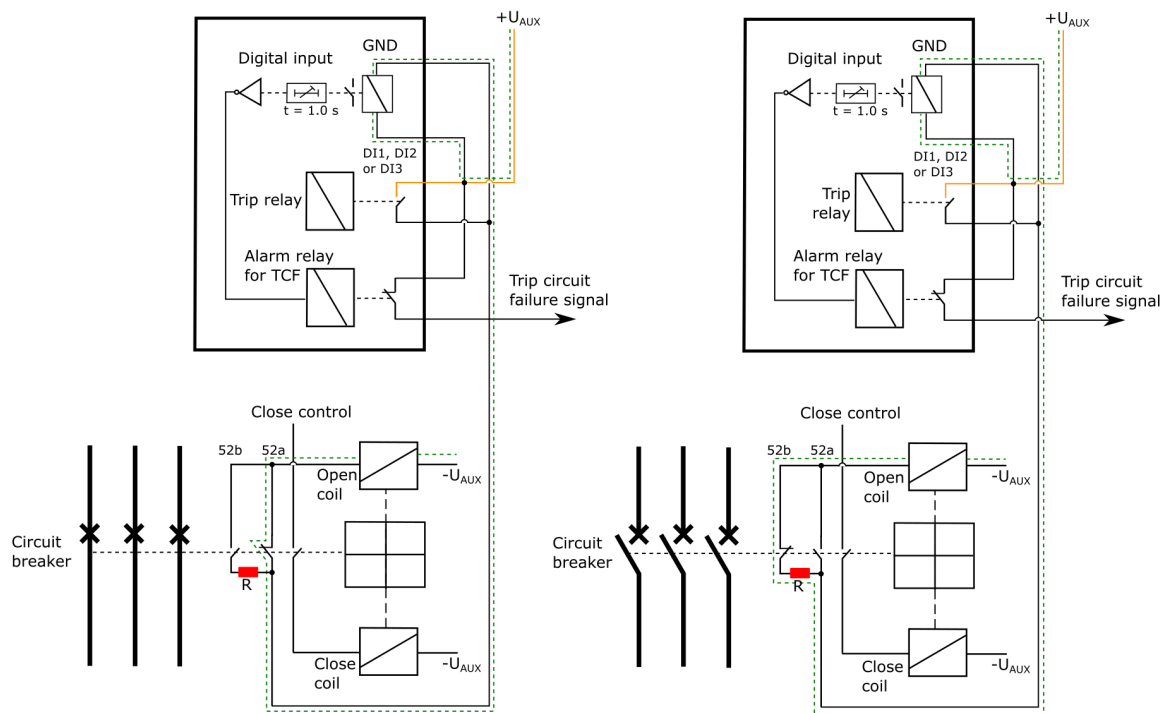 +UAUX
GND
Digital input
t = 1.0 s
DI1, DI2
or DI3
Trip relay
Alarm relay
for TCF
Trip circuit
failure signal
Close control
52b
52a
Open
coil
-UAUX
Circuit
breaker
R
Close
coil
-UAUX
+UAUX
GND
Digital input
t = 1.0 s
DI1, DI2
or DI3
Trip
relay
Alarm relay
for TCF
Trip circuit
failure signal
Close control
52b
52a
Open
coil
-UAUX
Circuit
breaker
R
Close
coil
-UAUX